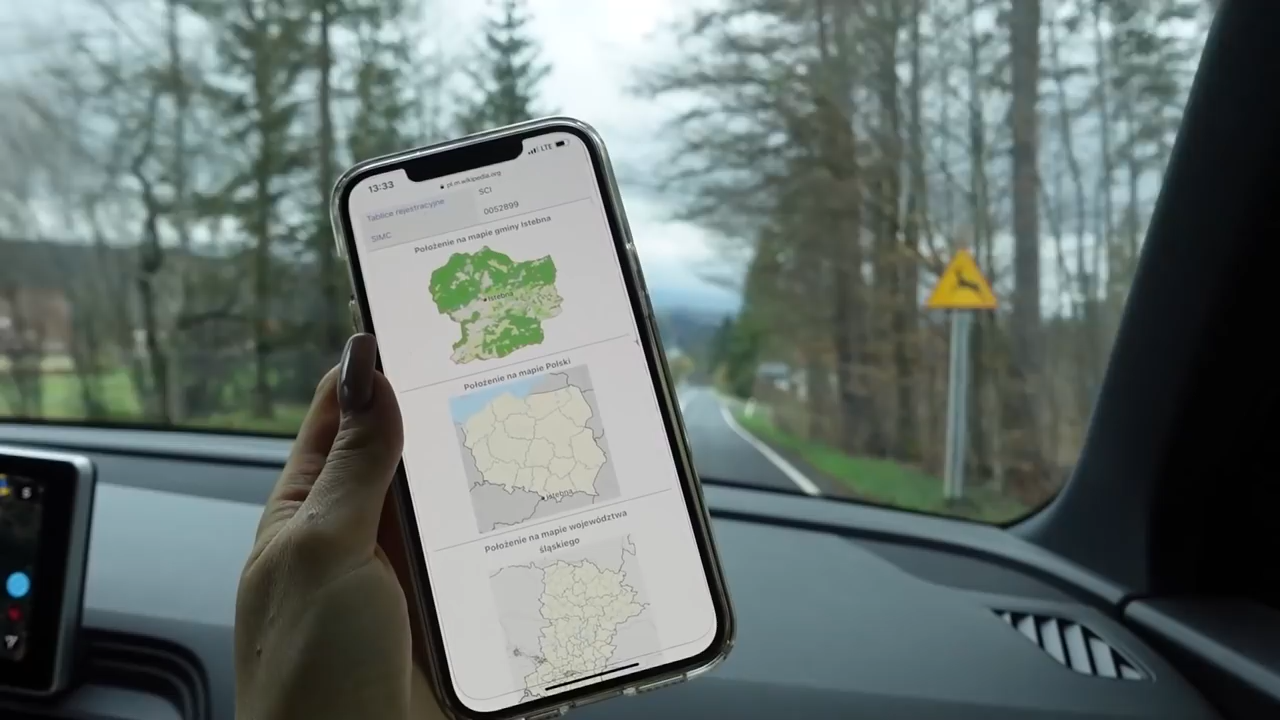 13:33
LTE
pl.m.wikipedia.org
Tablice rejestracyjne
SCI
SIMC
0052899
Położenie na mapie gminy Istebna
Istebna
Położenie na mapie Polski
Istebna
Położenie na mapie województwa
śląskiego